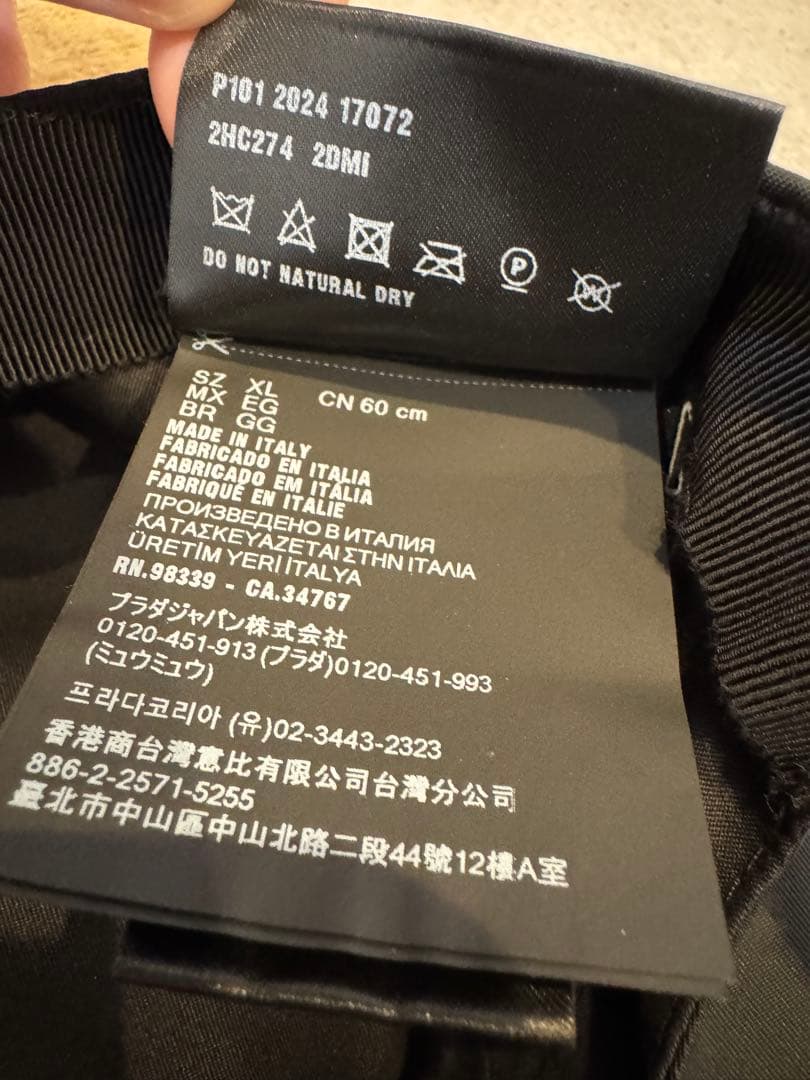 P101 2024 17072
2HC274 2DMI
DO NOT NATURAL DRY
SZ XL CN 60 cm
MX EG
BR GG
MADE IN ITALY
FABRICADO EN ITALIA
FABRICADO EM ITÁLIA
FABRIQUÉ EN ITALIE
ПРОИЗВЕДЕНО В ИТАЛИЯ
ΚΑΤΑΣΚΕΥΑΖΕΤΑΙ ΣΤΗΝ ΙΤΑΛΙΑ
ÜRETİM YERİ İTALYA
RN.98339 - CA.34767
プラダジャパン株式会社
0120-451-913 (プラダ)0120-451-993
(ミュウミュウ)
프라다코리아 (유)02-3443-2323
香港商台灣惠比有限公司台灣分公司
886-2-2571-5255
臺北市中山區中山北路二段44號12樓A室